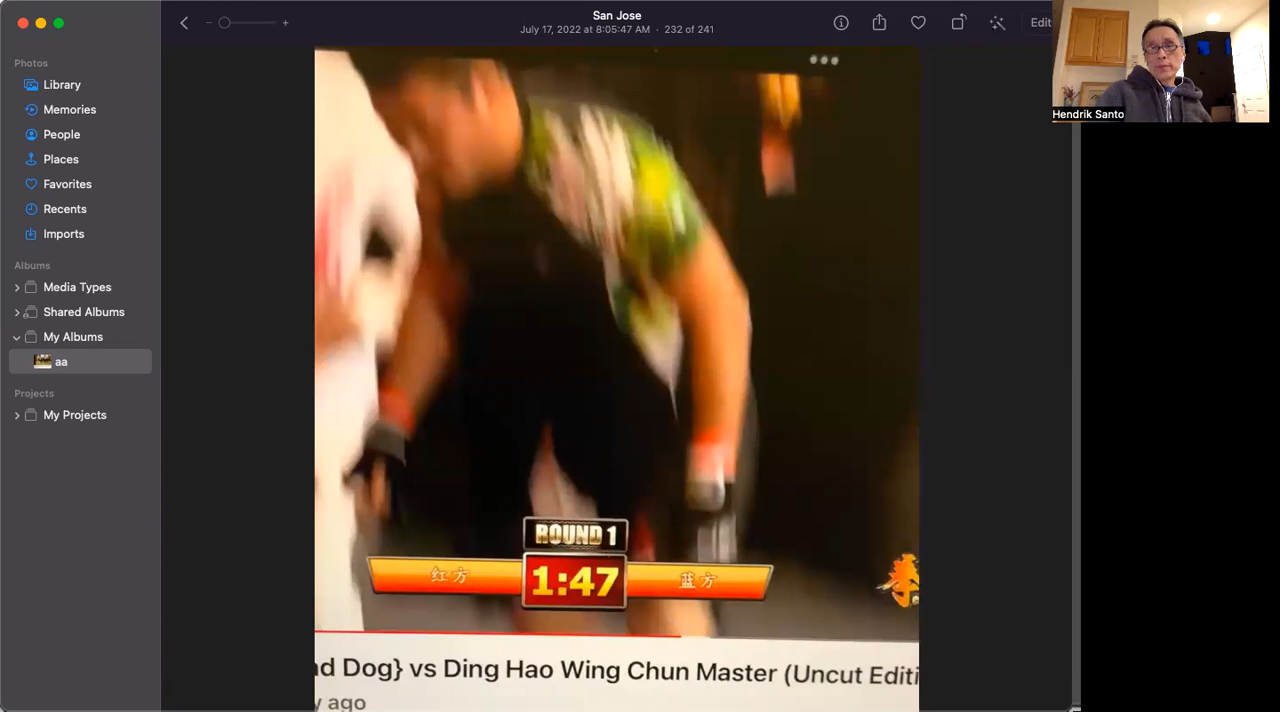 San Jose
July 17, 2022 at 8:05:47 AM · 232 of 241
Edit
Hendrik Santo
Photos
Library
Memories
People
Places
Favorites
Recents
Imports
Albums
Media Types
Shared Albums
My Albums
aa
Projects
My Projects
ROUND 1
红方
1:47
蓝方
拳
d Dog} vs Ding Hao Wing Chun Master (Uncut Editi
y ago